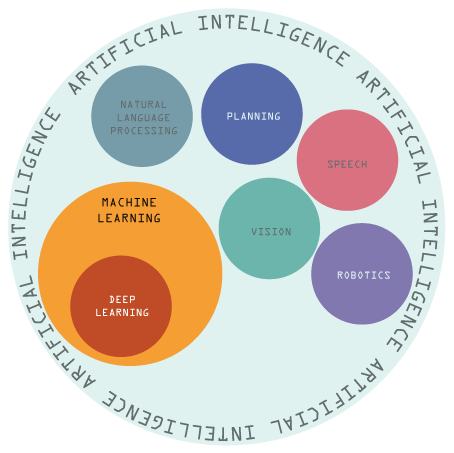 ARTIFICIAL INTELLIGENCE ARTIFICIAL INTELLIGENCE ARTIFICIAL INTELLIGENCE ARTIFICIAL INTELLIGENCE
NATURAL
LANGUAGE
PROCESSING
PLANNING
SPEECH
MACHINE
LEARNING
VISION
ROBOTICS
DEEP
LEARNING